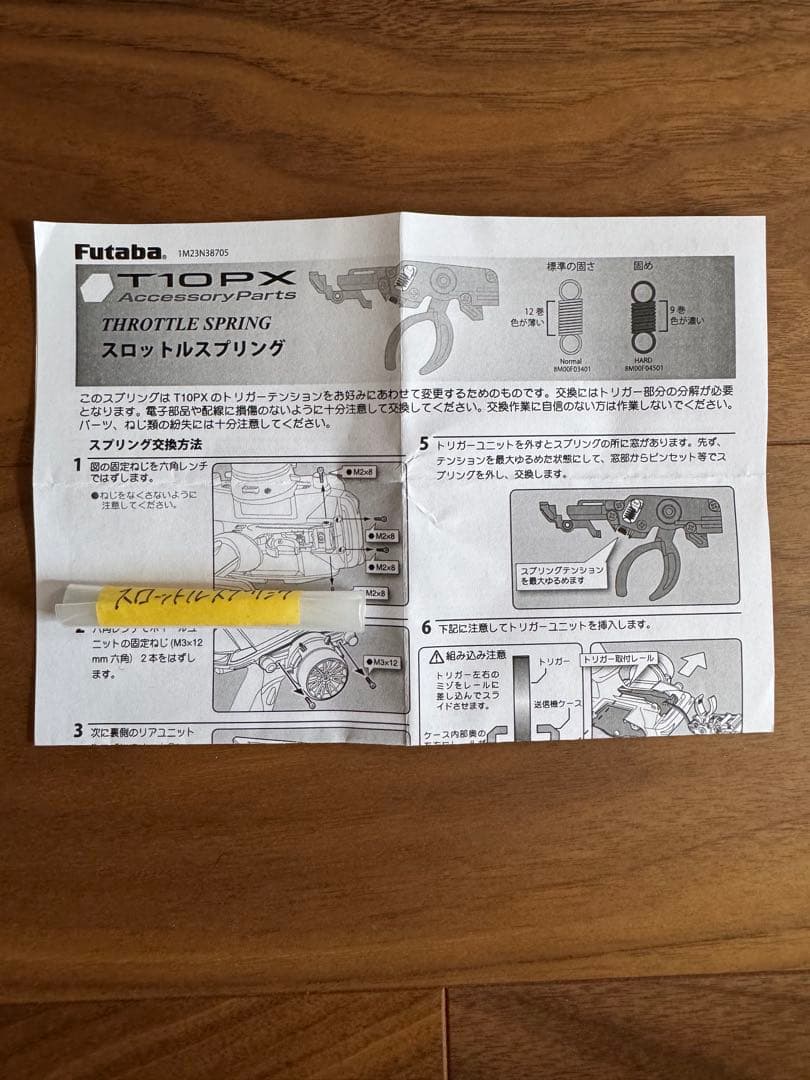 Futaba® 1M23N38705
T10PX
AccessoryParts
THROTTLE SPRING
スロットルスプリング
標準の固さ
固め
12巻
色が薄い
9巻
色が濃い
Normal
8M00F03401
HARD
8M00F04501
このスプリングはT10PXのトリガーテンションをお好みにあわせて変更するためのものです。交換にはトリガー部分の分解が必要
となります。電子部品や配線に損傷のないように十分注意して交換してください。交換作業に自信のない方は作業しないでください。
パーツ、ねじ類の紛失には十分注意してください。
スプリング交換方法
1 図の固定ねじを六角レンチ
ではずします。
●ねじをなくさないように
注意してください。
●M2×8
●M2×8
●M2×8
M2×8
2 六角レンチでホイールユ
ニットの固定ねじ(M3×12
mm六角) 2本をはずし
ます。
●M3×12
3 次に裏側のリアユニット
5 トリガーユニットを外すとスプリングの所に窓があります。先ず、
テンションを最大ゆるめた状態にして、窓部からピンセット等でス
プリングを外し、交換します。
スプリングテンション
を最大ゆるめます
6 下記に注意してトリガーユニットを挿入します。
組み込み注意
トリガー左右の
ミゾをレールに
差し込んでスラ
イドさせます。
ケース内部奥の
トリガー
送信機ケース
トリガー取付レール